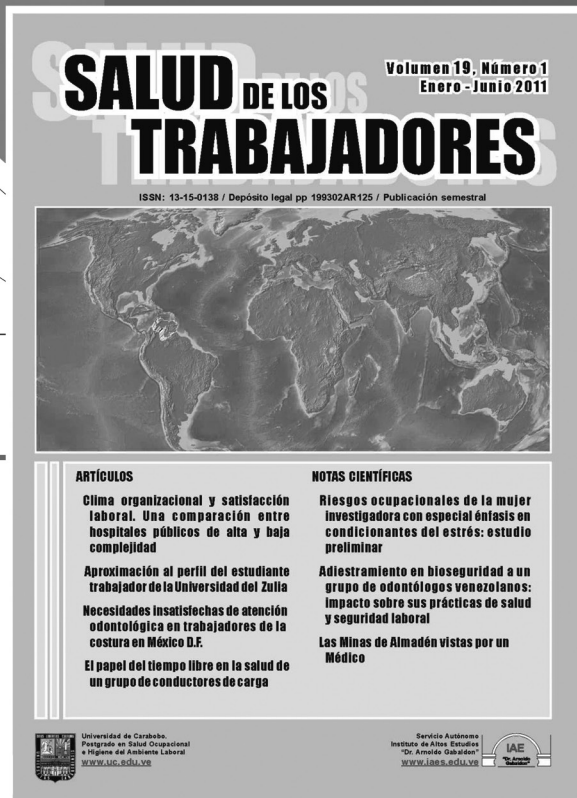 SALUD DE LOS
TRABAJADORES
Volumen 19, Número 1
Enero - Junio 2011
ISSN: 13-15-0138 / Depósito legal pp 199302AR125 / Publicación semestral
ARTÍCULOS
Clima organizacional y satisfacción
laboral. Una comparación entre
hospitales públicos de alta y baja
complejidad
Aproximación al perfil del estudiante
trabajador de la Universidad del Zulia
Necesidades insatisfechas de atención
odontológica en trabajadores de la
costura en México D.F.
El papel del tiempo libre en la salud de
un grupo de conductores de carga
NOTAS CIENTÍFICAS
Riesgos ocupacionales de la mujer
investigadora con especial énfasis en
condicionantes del estrés: estudio
preliminar
Adiestramiento en bioseguridad a un
grupo de odontólogos venezolanos:
impacto sobre sus prácticas de salud
y seguridad laboral
Las Minas de Almadén vistas por un
Médico
Universidad de Carabobo.
Postgrado en Salud Ocupacional
e Higiene del Ambiente Laboral
www.uc.edu.ve
Servicio Autónomo
Instituto de Altos Estudios
"Dr. Arnoldo Gabaldon"
www.iaes.edu.ve
IAE
"Dr. Arnoldo
Gabaldon"